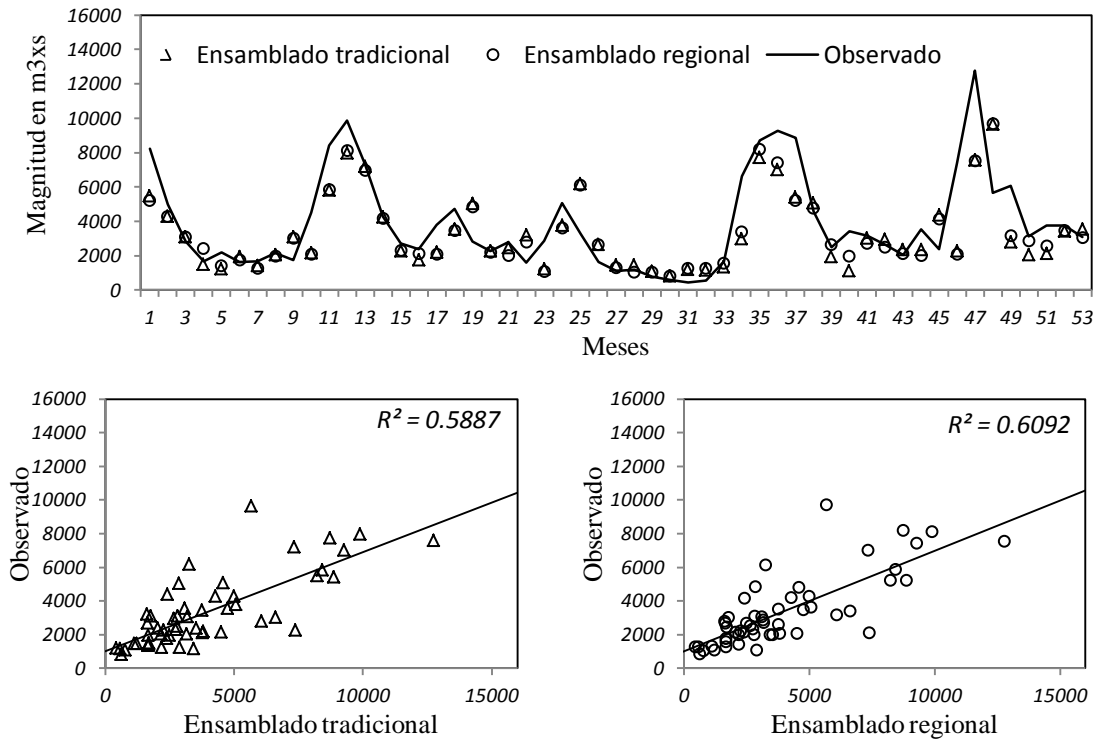 16000
14000
12000
10000
8000
6000
4000
2000
0
Magnitud en m3xs
Ensamblado tradicional
Ensamblado regional
Observado
1 3 5 7 9 11 13 15 17 19 21 23 25 27 29 31 33 35 37 39 41 43 45 47 49 51 53
Meses
16000
14000
12000
10000
8000
6000
4000
2000
0
Observado
R² = 0.5887
0 5000 10000 15000
Ensamblado tradicional
16000
14000
12000
10000
8000
6000
4000
2000
0
Observado
R² = 0.6092
0 5000 10000 15000
Ensamblado regional